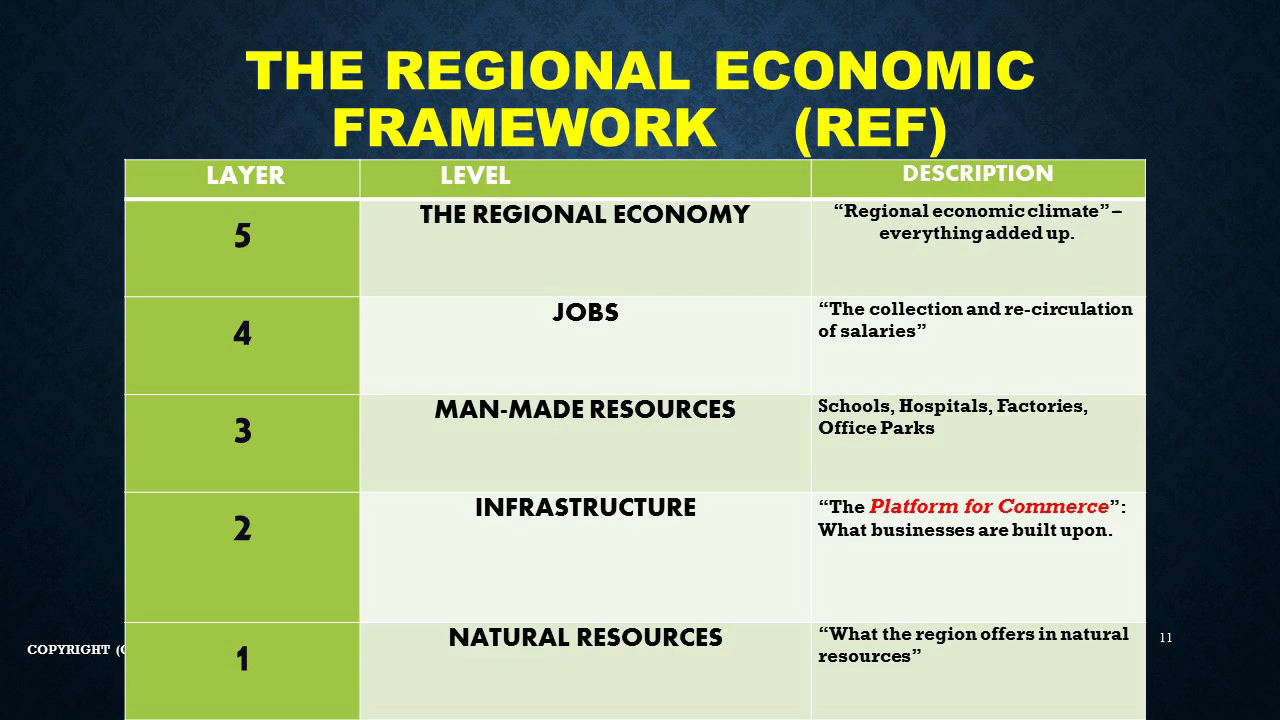 THE REGIONAL ECONOMIC
FRAMEWORK (REF)
LAYER LEVEL DESCRIPTION
5 THE REGIONAL ECONOMY “Regional economic climate” –
everything added up.
4 JOBS “The collection and re-circulation
of salaries”
3 MAN-MADE RESOURCES Schools, Hospitals, Factories,
Office Parks
2 INFRASTRUCTURE “The Platform for Commerce”:
What businesses are built upon.
1 NATURAL RESOURCES “What the region offers in natural
resources”
COPYRIGHT
11